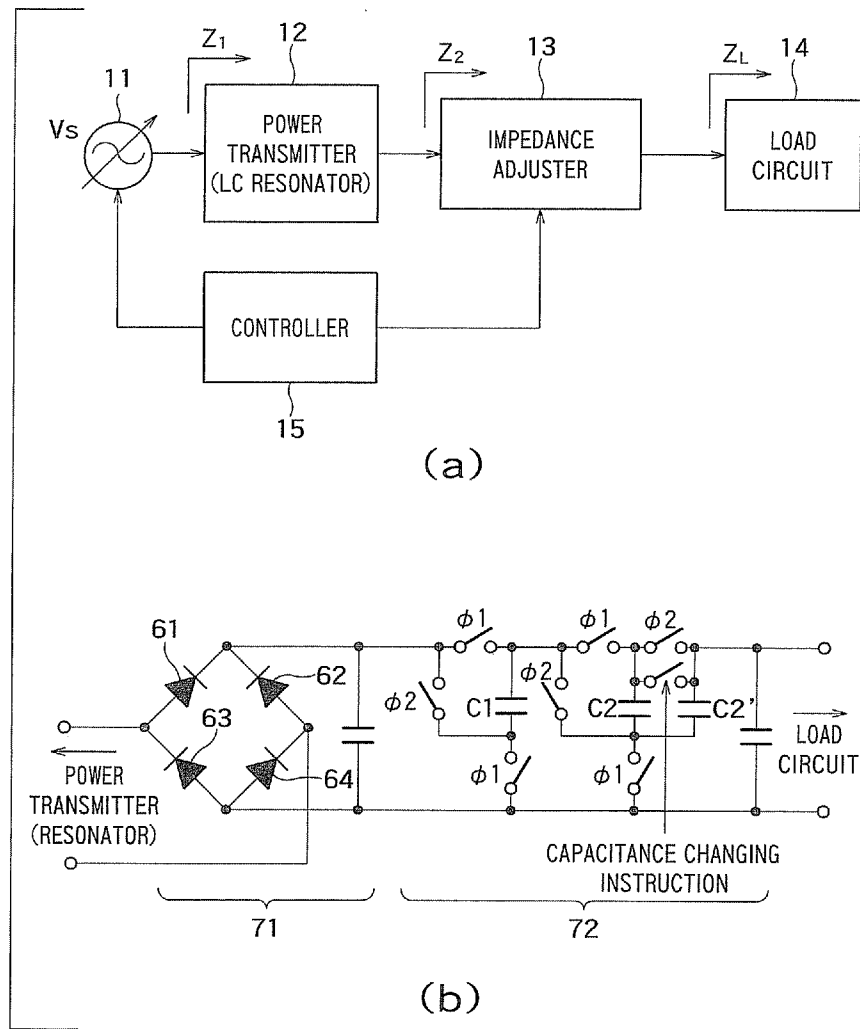 Z1
12
Z2
13
ZL
14
11
Vs
POWER
TRANSMITTER
(LC RESONATOR)
IMPEDANCE
ADJUSTER
LOAD
CIRCUIT
CONTROLLER
15
(a)
61
62
63
64
φ1
φ1
φ2
φ2
φ2
C1
C2
C2'
φ1
φ1
POWER
TRANSMITTER
(RESONATOR)
LOAD
CIRCUIT
CAPACITANCE CHANGING
INSTRUCTION
71
72
(b)